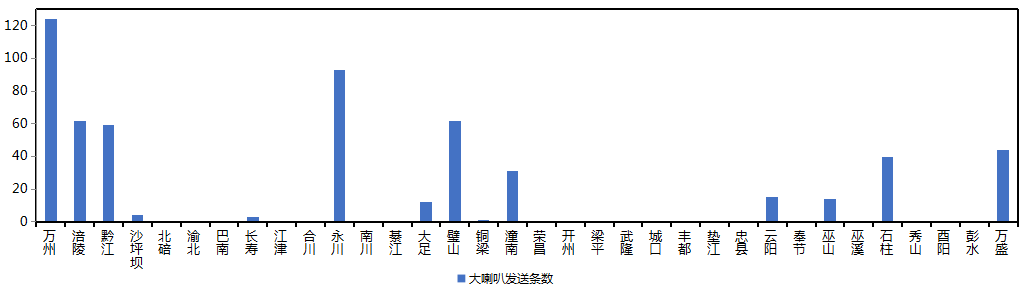 120
100
80
60
40
20
0
万州
涪陵
黔江
沙坪坝
北碚
渝北
巴南
长寿
江津
合川
永川
南川
綦江
大足
璧山
铜梁
潼南
荣昌
开州
梁平
武隆
城口
丰都
垫江
忠县
云阳
奉节
巫山
巫溪
石柱
秀山
酉阳
彭水
万盛
大喇叭发送条数